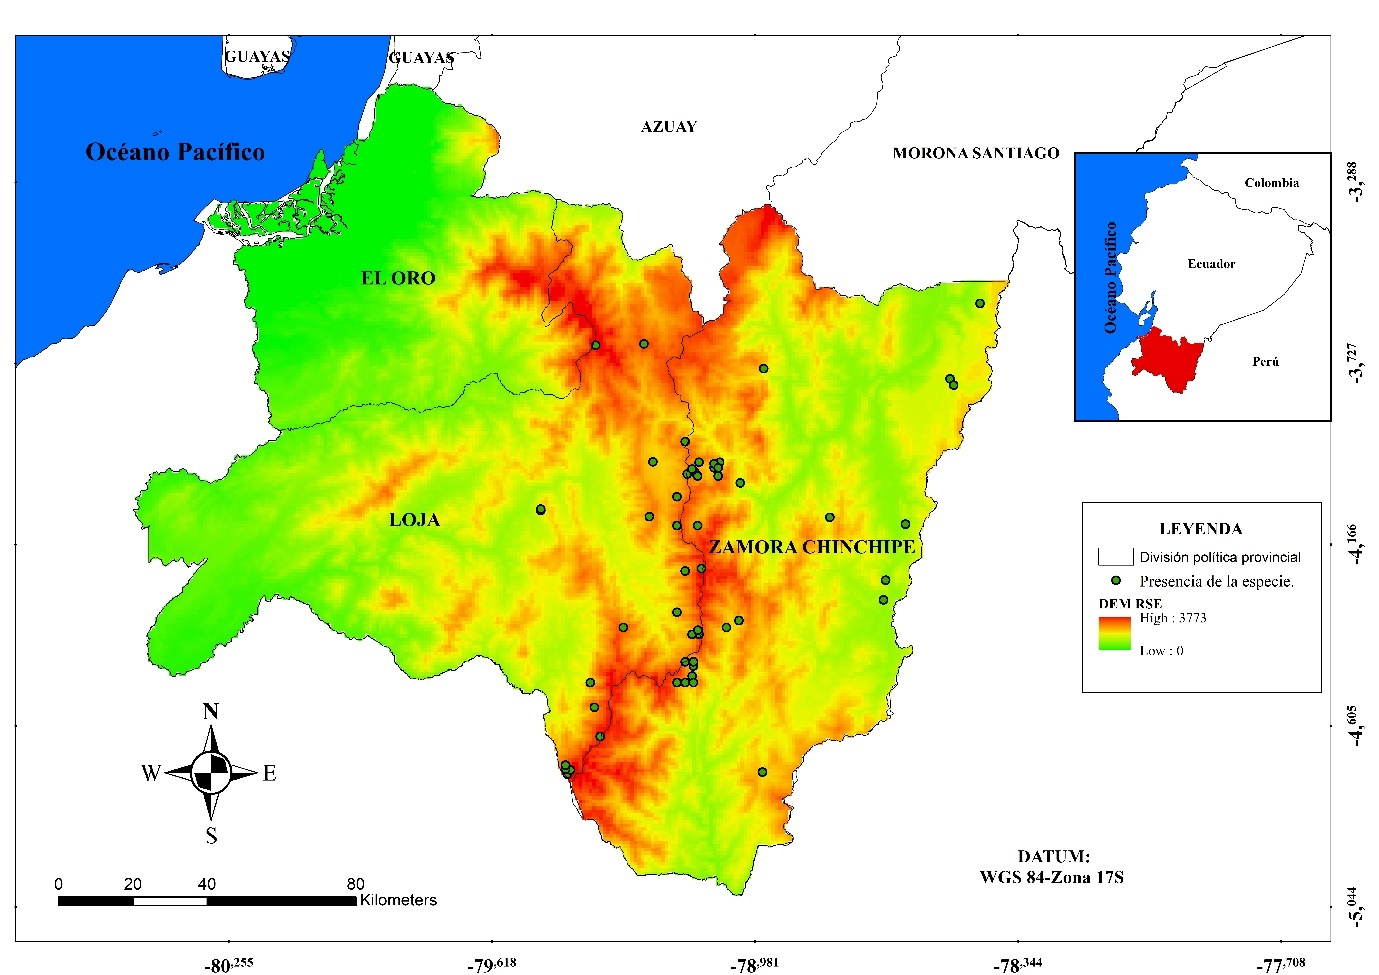 GUAYAS
GUAYAS
AZUAY
Océano Pacífico
MORONA SANTIAGO
EL ORO
LOJA
ZAMORA CHINCHIPE
Colombia
Océano Pacífico
Ecuador
Perú
LEYENDA
División política provincial
Presencia de la especie.
DEM RSE
High : 3773
Low : 0
N
W
E
S
0 20 40 80
Kilometers
DATUM:
WGS 84-Zona 17S
-3,288
-3,727
-4,166
-4,605
-5,044
-80,255
-79,618
-78,981
-78,344
-77,708